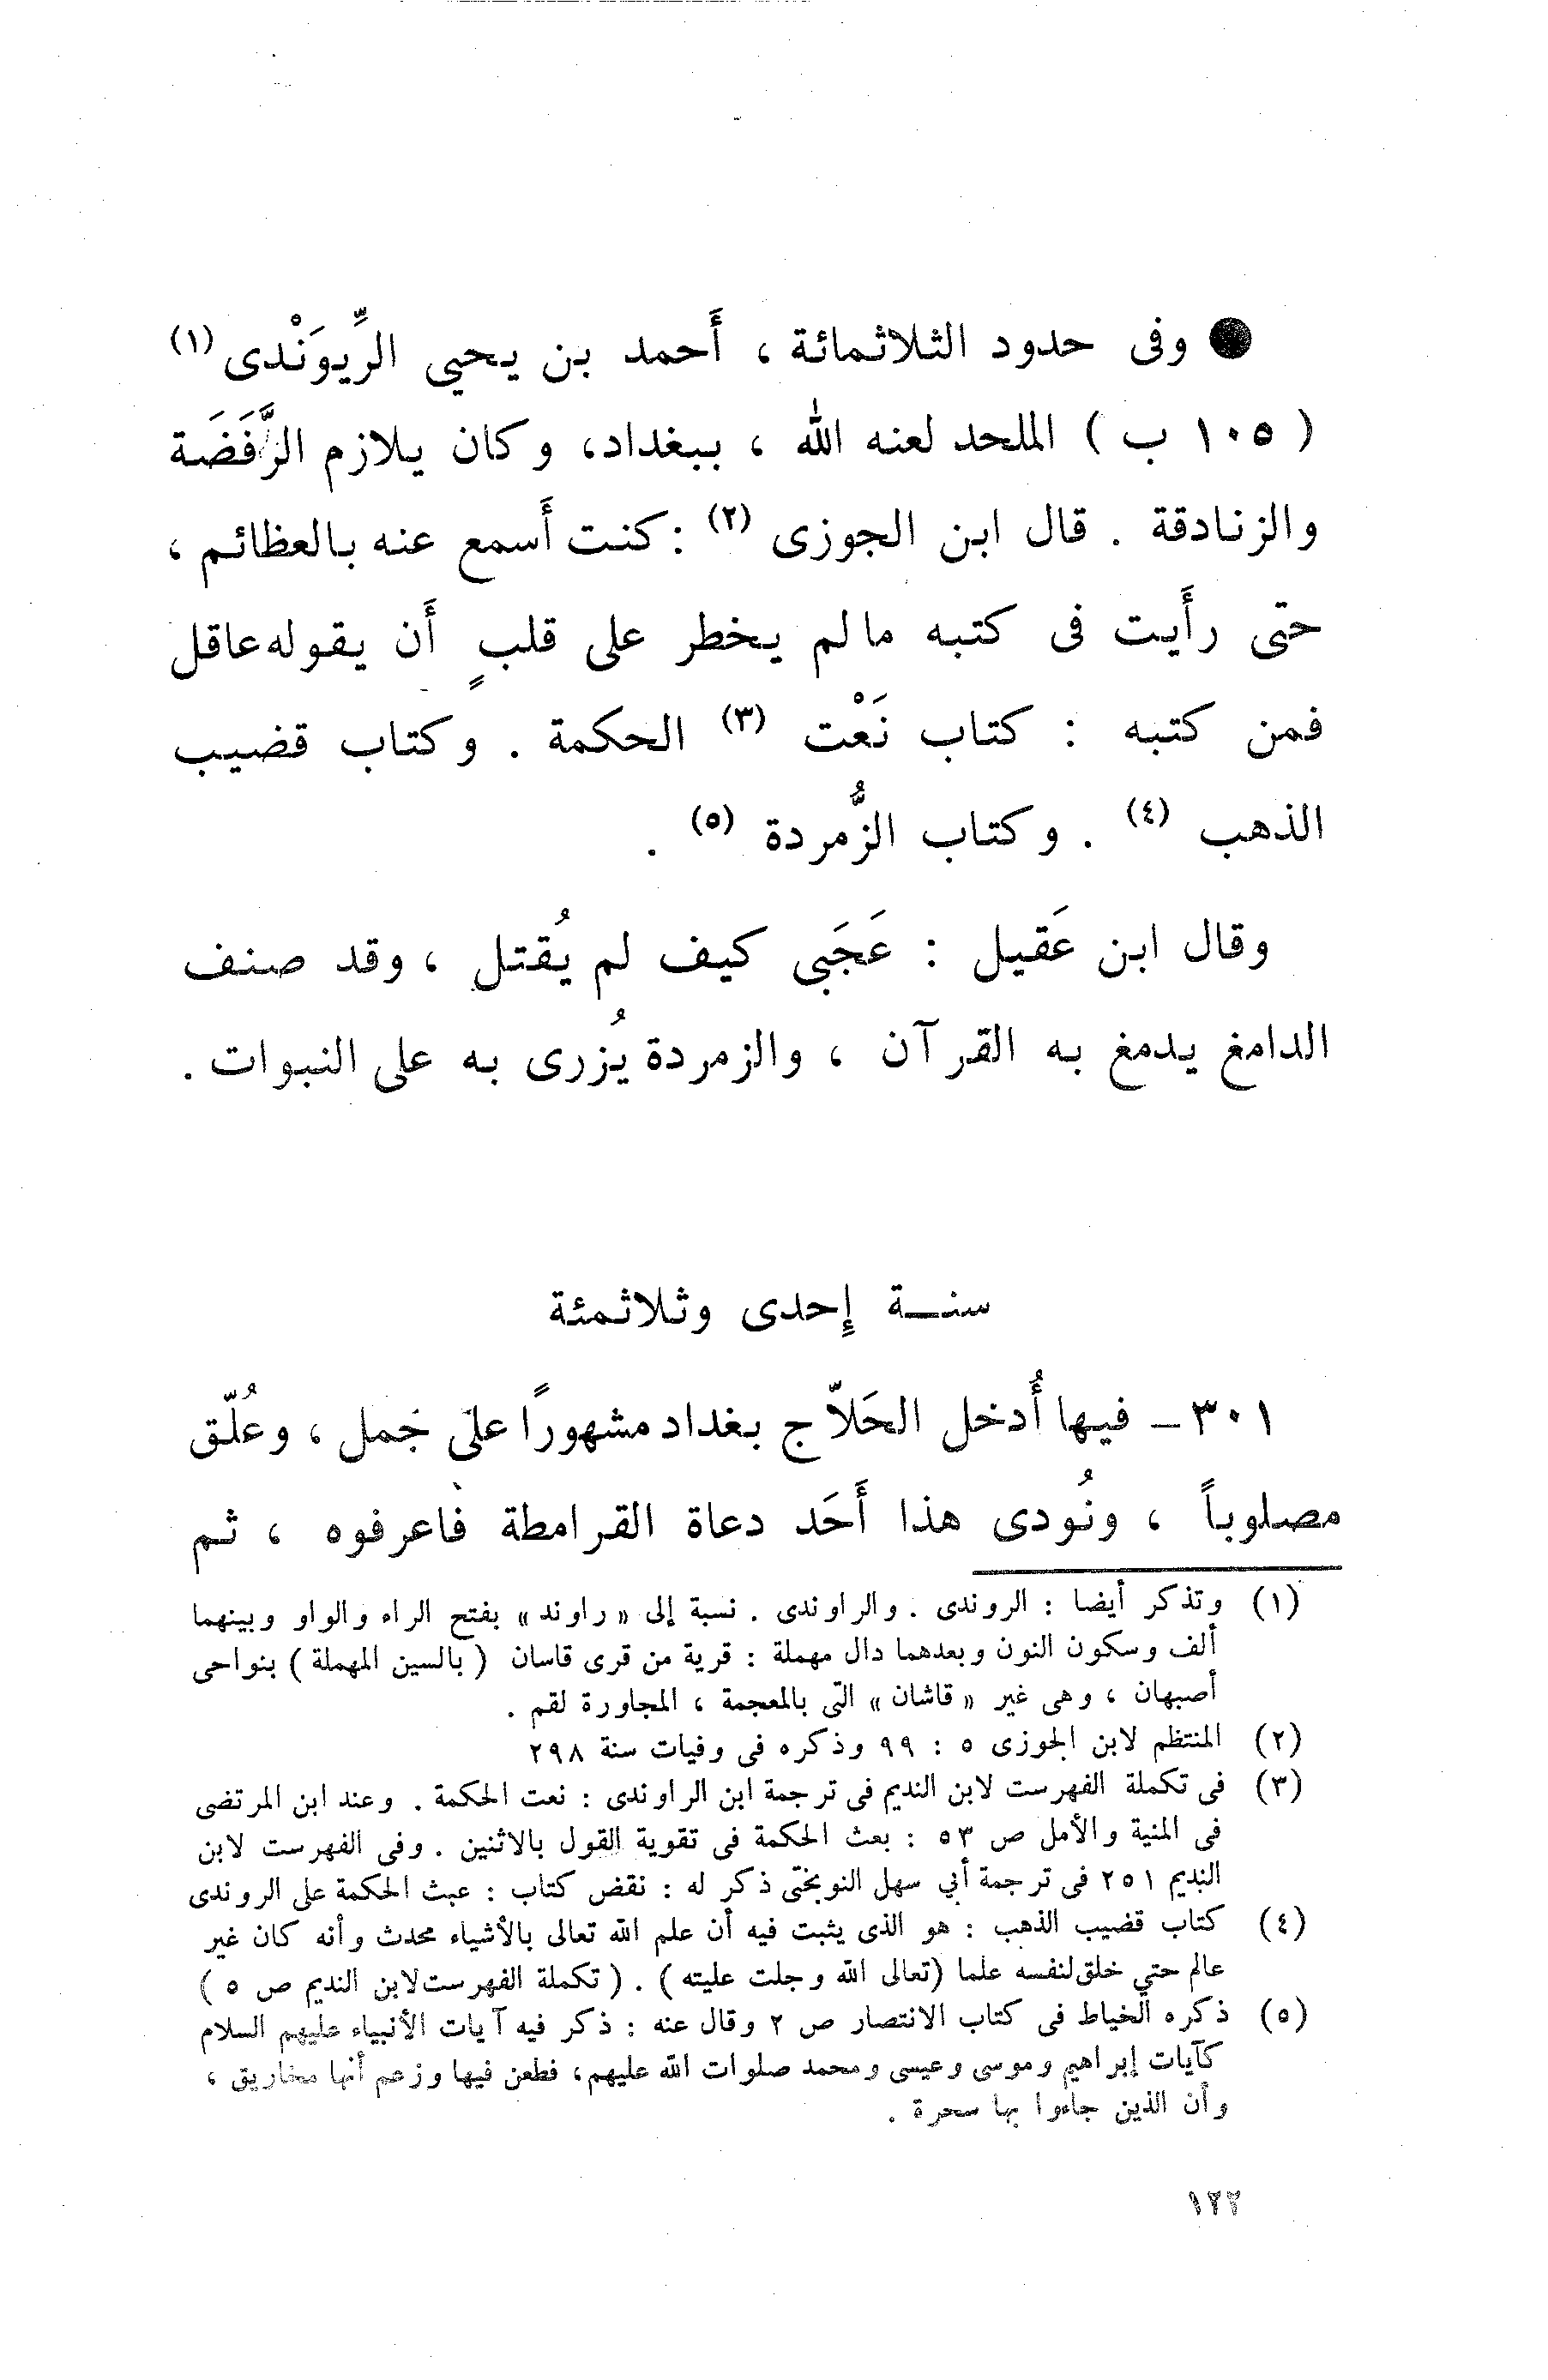 ● وفى حدود الثلاثمائة ، أَحمد بن يحيى الرِّيوَنْدى (١)
( ١٠٥ ب ) الملحد لعنه الله ، ببغداد، وكان يلازم الرَّفَضَة
والزنادقة . قال ابن الجوزى (٢) : كنت أَسمع عنه بالعظائم ،
حتى رأَيت فى كتبه مالم يخطر على قلبٍ أَن يقوله عاقل
فمن كتبه : كتاب نَعْت (٣) الحكمة . وكتاب قضيب
الذهب (٤) . وكتاب الزُّمردة (٥) .
وقال ابن عَقيل : عَجَبى كيف لم يُقتل ، وقد صنف
الدامغ يدمغ به القرآن ، والزمردة يُزرى به على النبوات .
سنــة إِحدى وثلاثمئة
٣٠١ – فيها أُدخل الحَلاّج بغداد مشهورًا على جمل ، وعُلّق
مصلوباً ، ونُودى هذا أَحَد دعاة القرامطة فاعرفوه ، ثم
(١) وتذكر أيضا : الروندى . والراوندى . نسبة إلى « راوند » بفتح الراء والواو وبينهما
ألف وسكون النون وبعدهما دال مهملة : قرية من قرى قاسان ( بالسين المهملة ) بنواحى
أصبهان ، وهى غير « قاشان » التى بالمعجمة ، المجاورة لقم .
(٢) المنتظم لابن الجوزى ٥ : ٩٩ وذكره فى وفيات سنة ٢٩٨
(٣) فى تكملة الفهرست لابن النديم فى ترجمة ابن الراوندى : نعت الحكمة . وعند ابن المرتضى
فى المنية والأمل ص ٥٣ : بعث الحكمة فى تقوية القول بالاثنين . وفى الفهرست لابن
النديم ٢٥١ فى ترجمة أبي سهل النوبختى ذكر له : نقض كتاب : عبث الحكمة على الروندى
(٤) كتاب قضيب الذهب : هو الذى يثبت فيه أن علم الله تعالى بالأشياء محدث وأنه كان غير
عالم حتي خلق لنفسه علما (تعالى الله وجلت عليته ) . ( تكملة الفهرست لابن النديم ص ٥ )
(٥) ذكره الخياط فى كتاب الانتصار ص ٢ وقال عنه : ذكر فيه آيات الأنبياء عليهم السلام
كآيات إبراهيم وموسى وعيسى ومحمد صلوات الله عليهم، فطعن فيها وزعم أنها مخاريق ،
وأن الذين جاءوا بها سحرة .
١٢٢